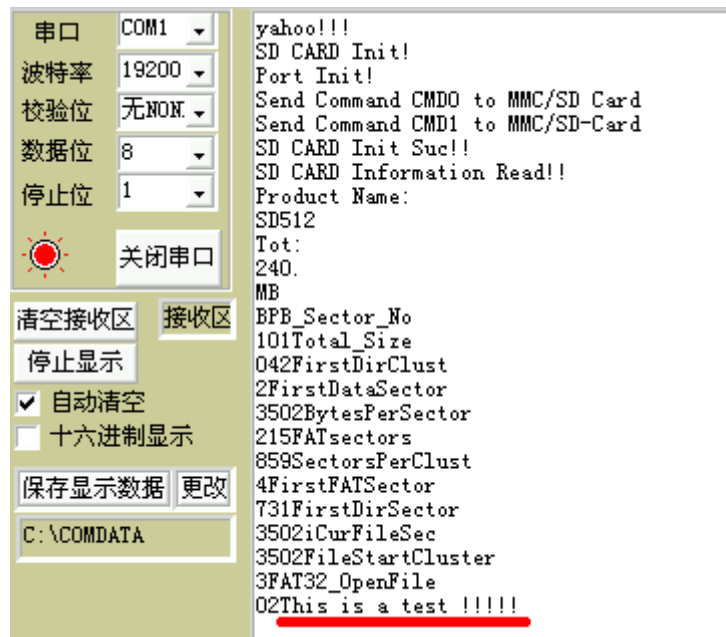 串口 COM1
波特率 19200
校验位 无NON
数据位 8
停止位 1
关闭串口
清空接收区 接收区
停止显示
自动清空
十六进制显示
保存显示数据 更改
C:\COMDATA
yahoo!!!
SD CARD Init!
Port Init!
Send Command CMD0 to MMC/SD Card
Send Command CMD1 to MMC/SD-Card
SD CARD Init Suc!!
SD CARD Information Read!!
Product Name:
SD512
Tot:
240.
MB
BPB_Sector_No
101Total_Size
042FirstDirClust
2FirstDataSector
3502BytesPerSector
215FATsectors
859SectorsPerClust
4FirstFATSector
731FirstDirSector
3502iCurFileSec
3502FileStartCluster
3FAT32_OpenFile
02This is a test !!!!!